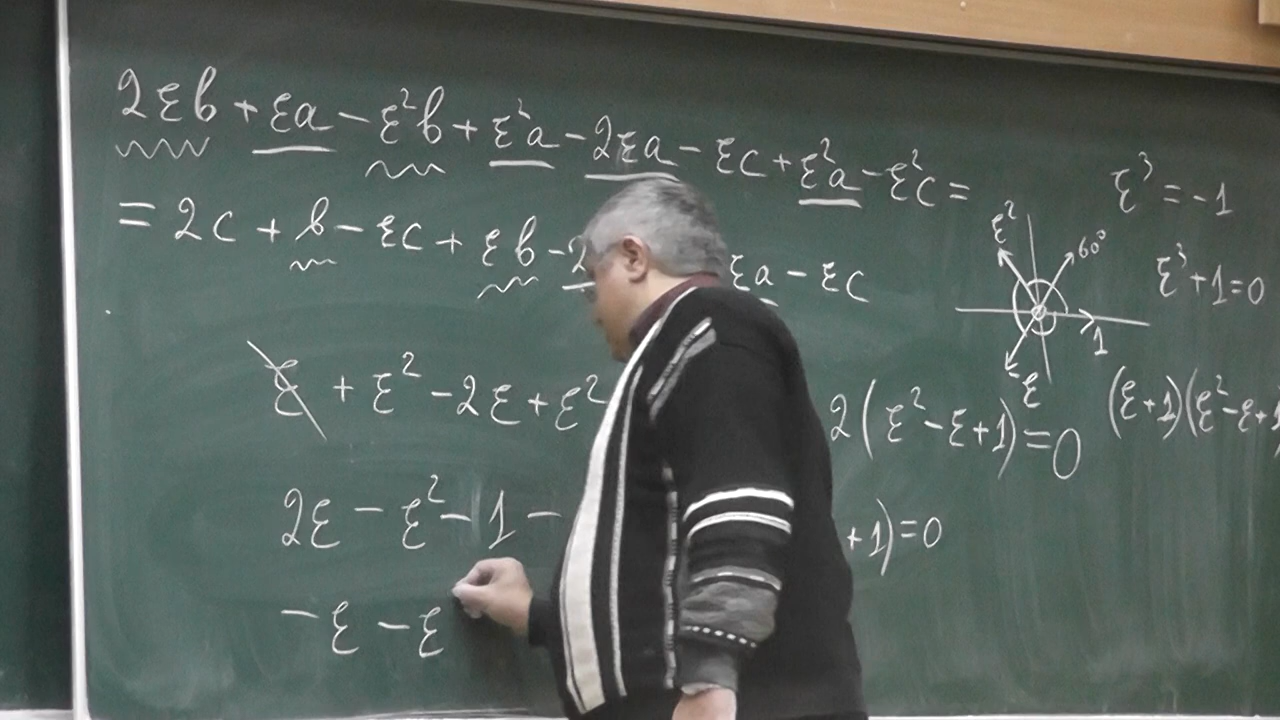 2εb + εa − ε²b + ε²a − 2εa − εc + ε²a − ε²c =
= 2c + b − εc + εb − 2 εa − εc
ε + ε² − 2ε + ε² 2(ε² − ε + 1) = 0
2ε − ε² − 1 − + 1) = 0
− ε − ε
ε³ = −1
ε³ + 1 = 0
(ε+1)(ε² − ε + 1
ε²
60°
1
−ε